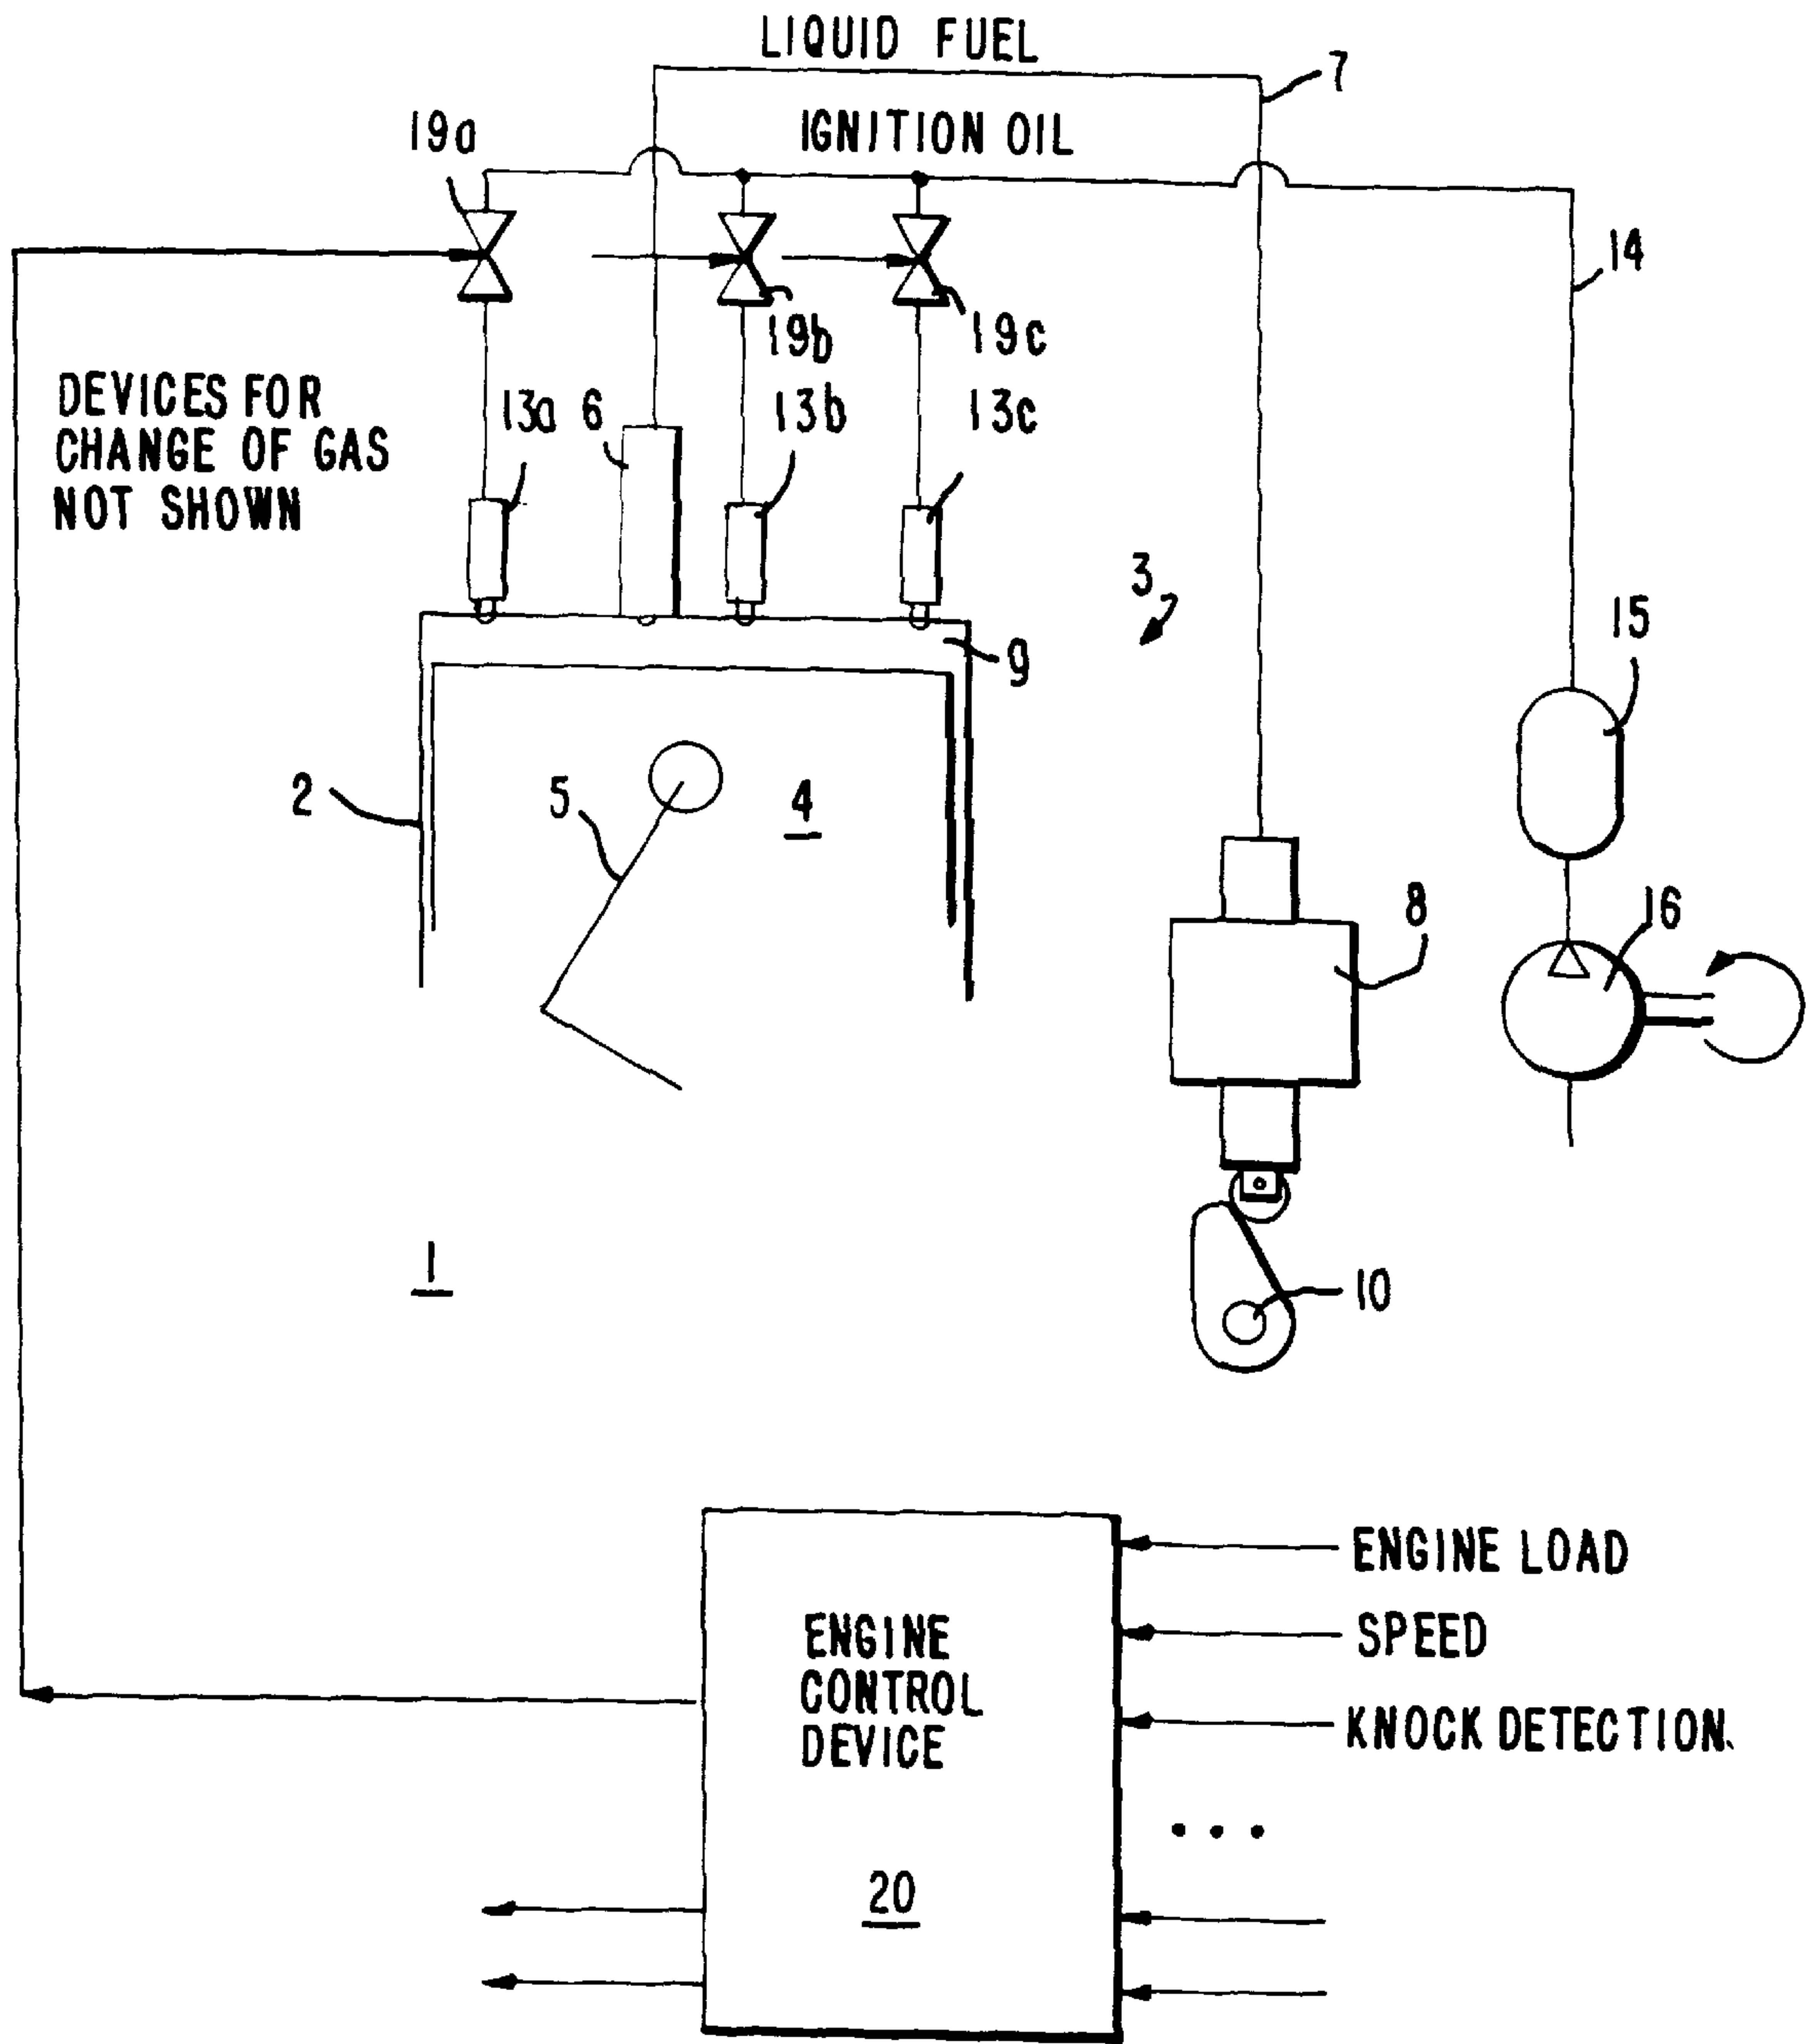 LIQUID FUEL
7
19a
IGNITION OIL
14
19b
19c
DEVICES FOR
CHANGE OF GAS
NOT SHOWN
13a
6
13b
13c
3
15
9
2
5
4
8
16
1
10
ENGINE LOAD
SPEED
KNOCK DETECTION
ENGINE
CONTROL
DEVICE
...
20